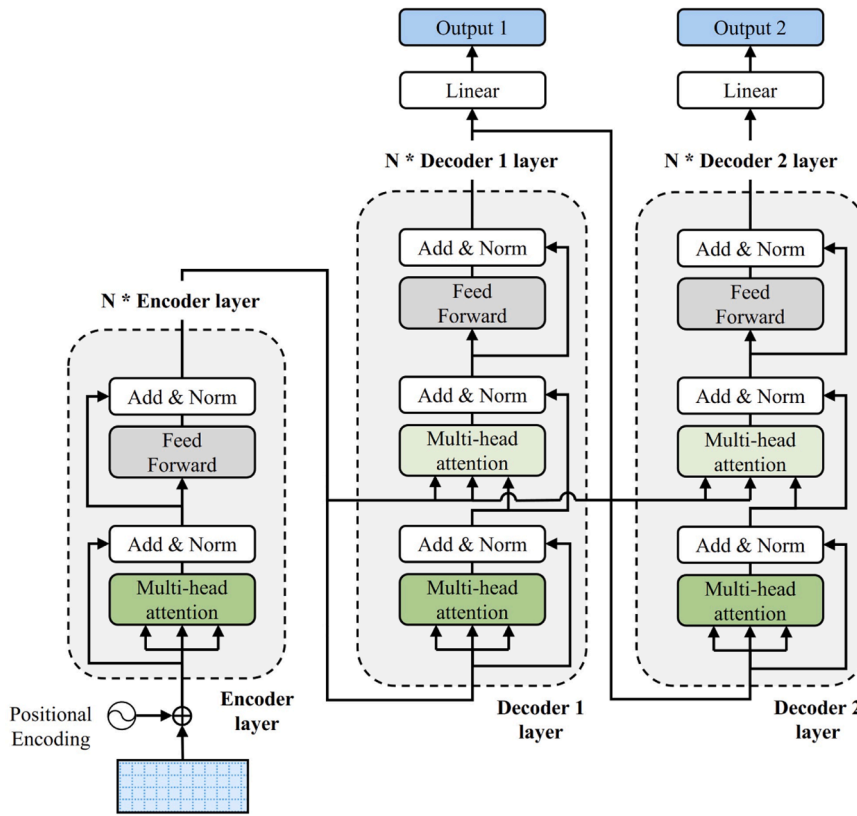 Output 1
Output 2
Linear
Linear
N * Decoder 1 layer
N * Decoder 2 layer
Add & Norm
Add & Norm
Feed
Forward
Feed
Forward
N * Encoder layer
Add & Norm
Add & Norm
Add & Norm
Multi-head
attention
Multi-head
attention
Feed
Forward
Add & Norm
Add & Norm
Add & Norm
Multi-head
attention
Multi-head
attention
Multi-head
attention
Encoder
layer
Decoder 1
layer
Decoder 2
layer
Positional
Encoding